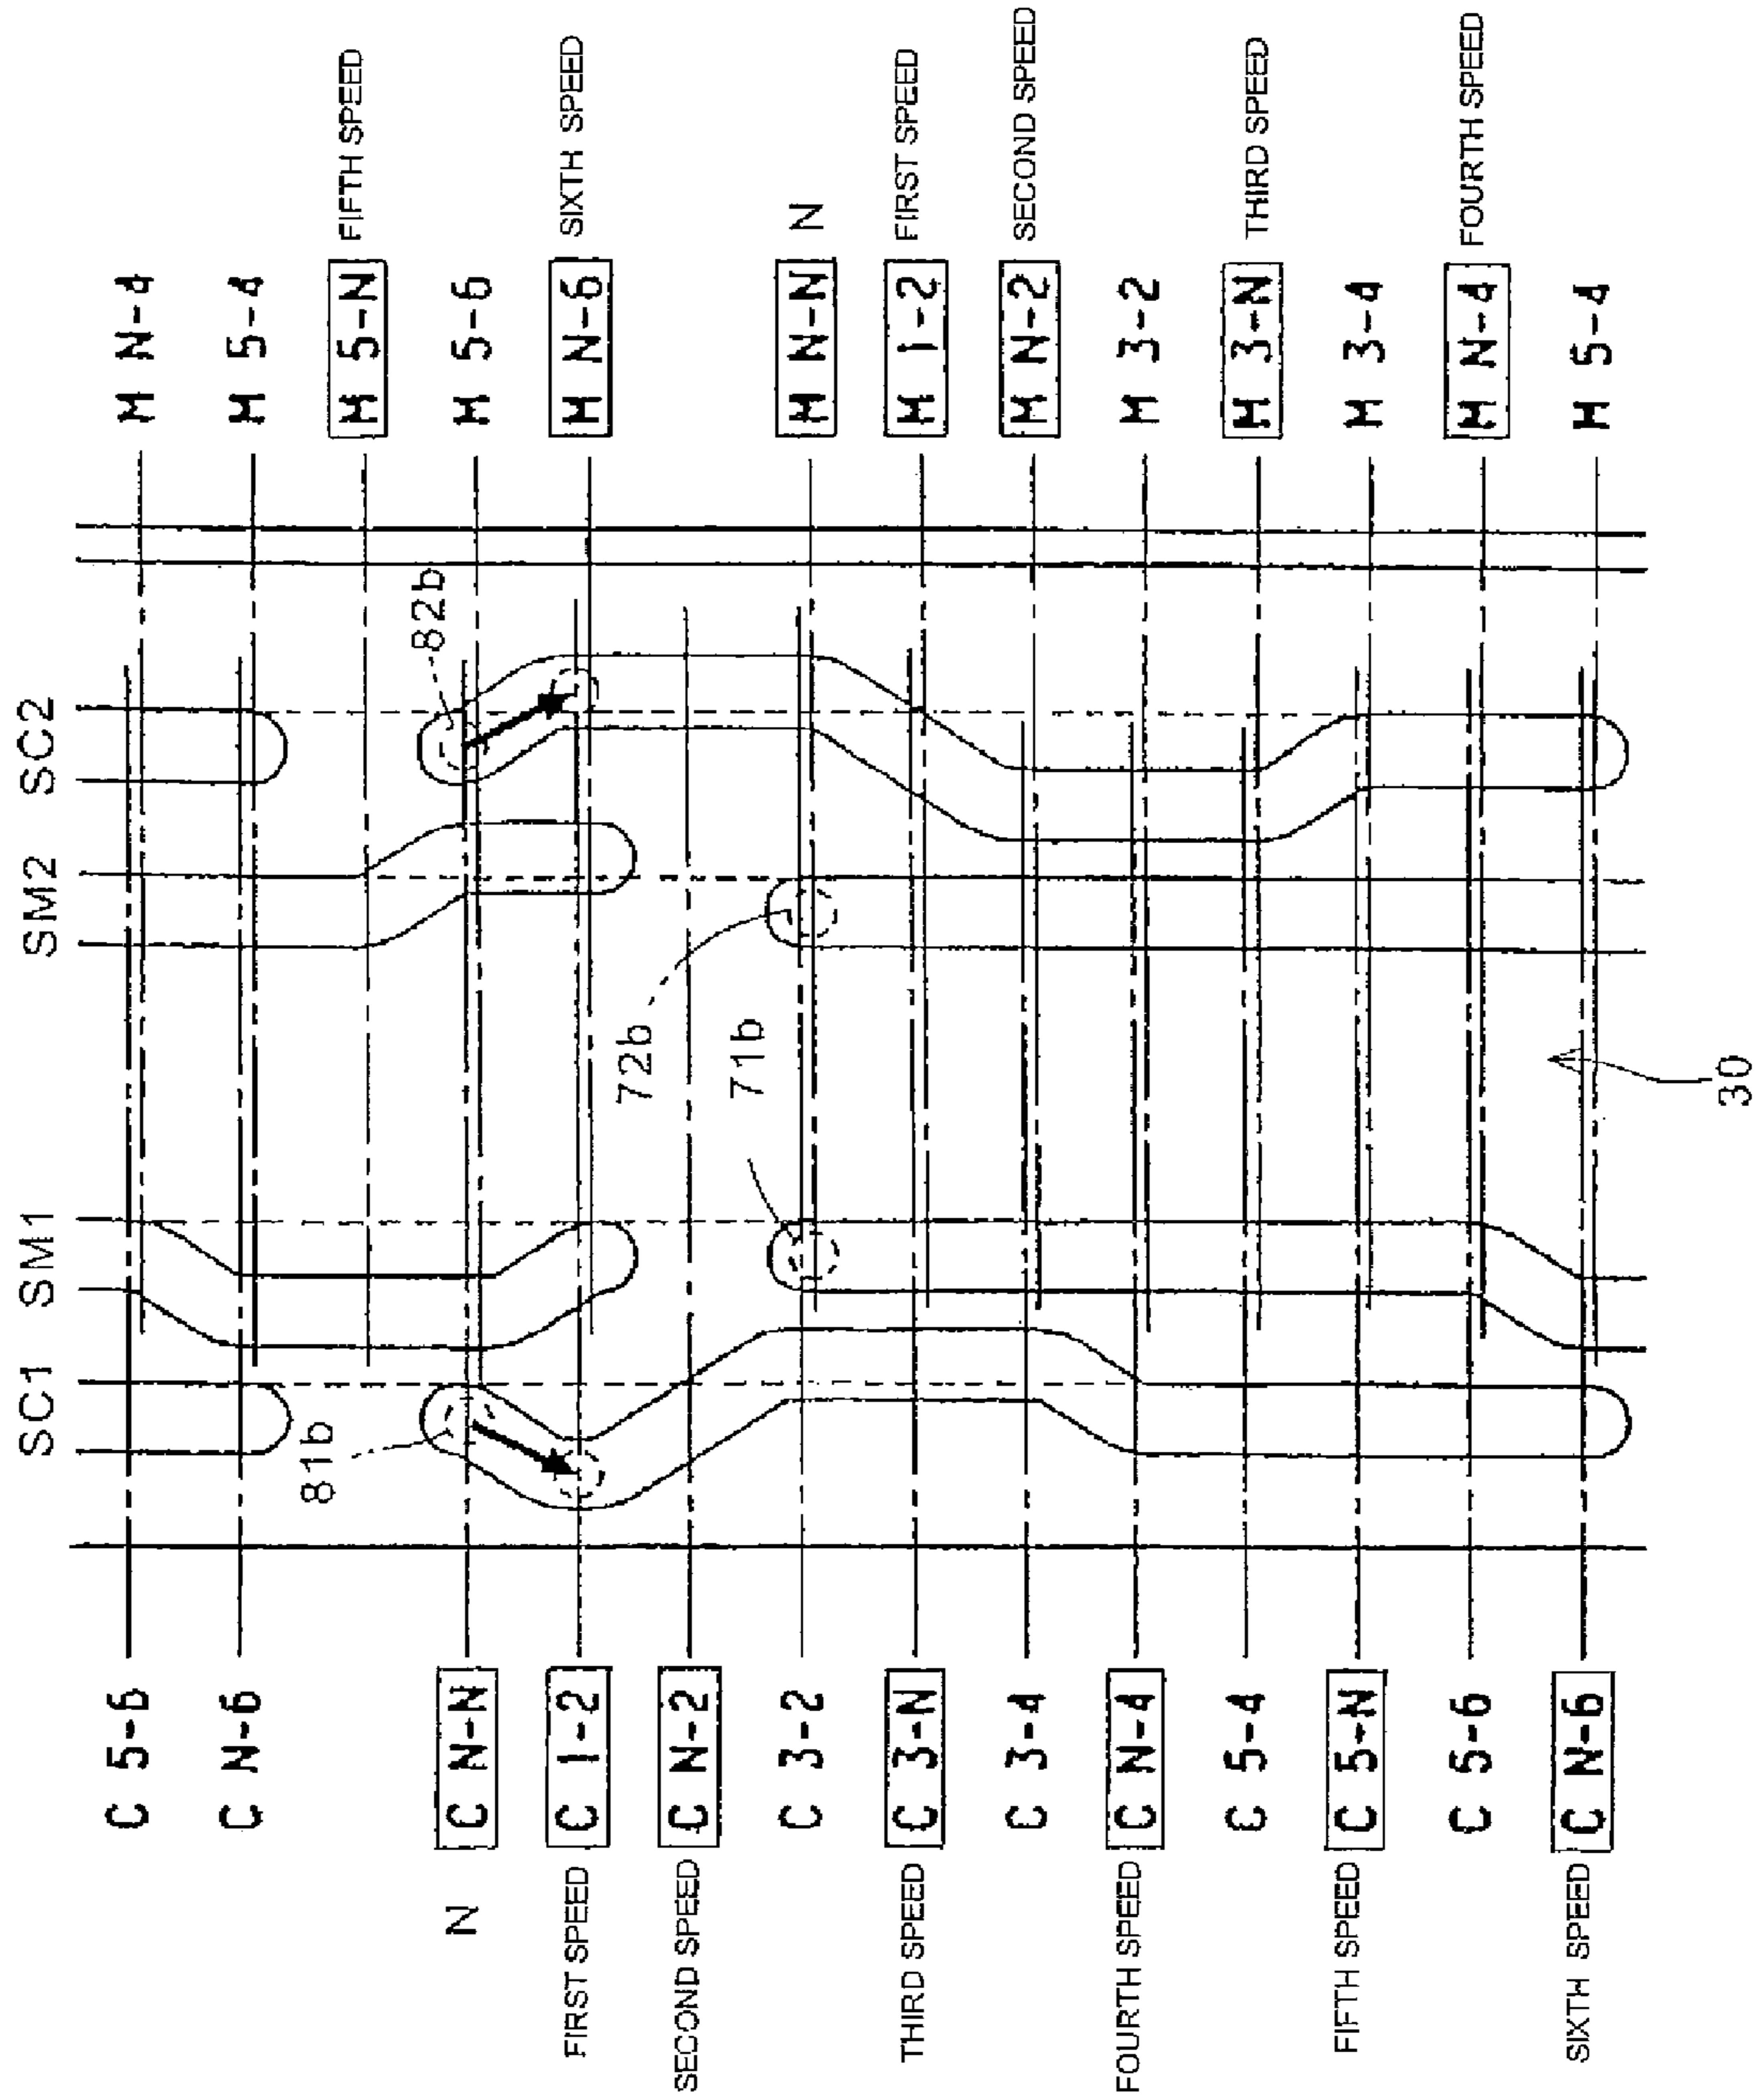 SC1 SM1 SM2 SC2
C 5-6 M N-4
C N-6 M 5-4
81b
M 5-N FIFTH SPEED
82b
N C N-N M 5-6
FIRST SPEED C 1-2 M N-6 SIXTH SPEED
72b
SECOND SPEED C N-2
71b
C 3-2 M N-N N
THIRD SPEED C 3-N M 1-2 FIRST SPEED
C 3-4 M N-2 SECOND SPEED
FOURTH SPEED C N-4 M 3-2
C 5-4 M 3-N THIRD SPEED
FIFTH SPEED C 5-N M 3-4
C 5-6 M N-4 FOURTH SPEED
SIXTH SPEED C N-6 M 5-4
30